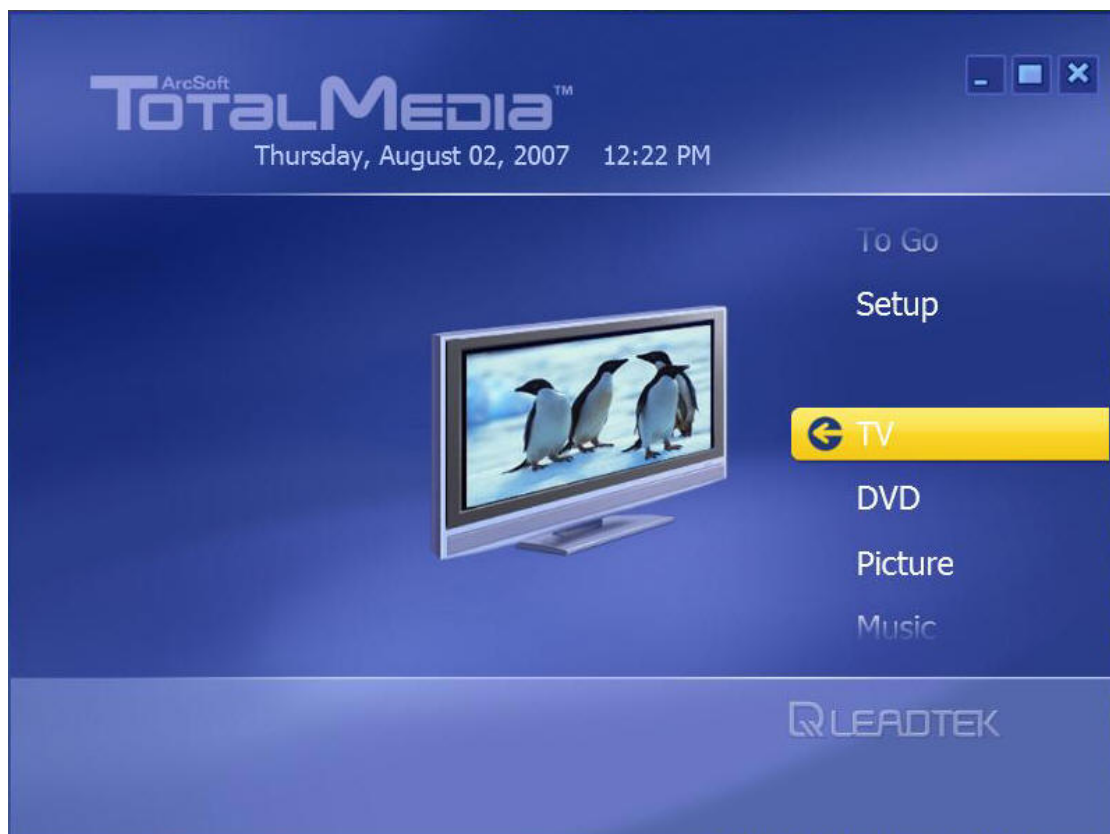 ArcSoft
TOTALMEDIA™
Thursday, August 02, 2007 12:22 PM
To Go
Setup
TV
DVD
Picture
Music
LEADTEK